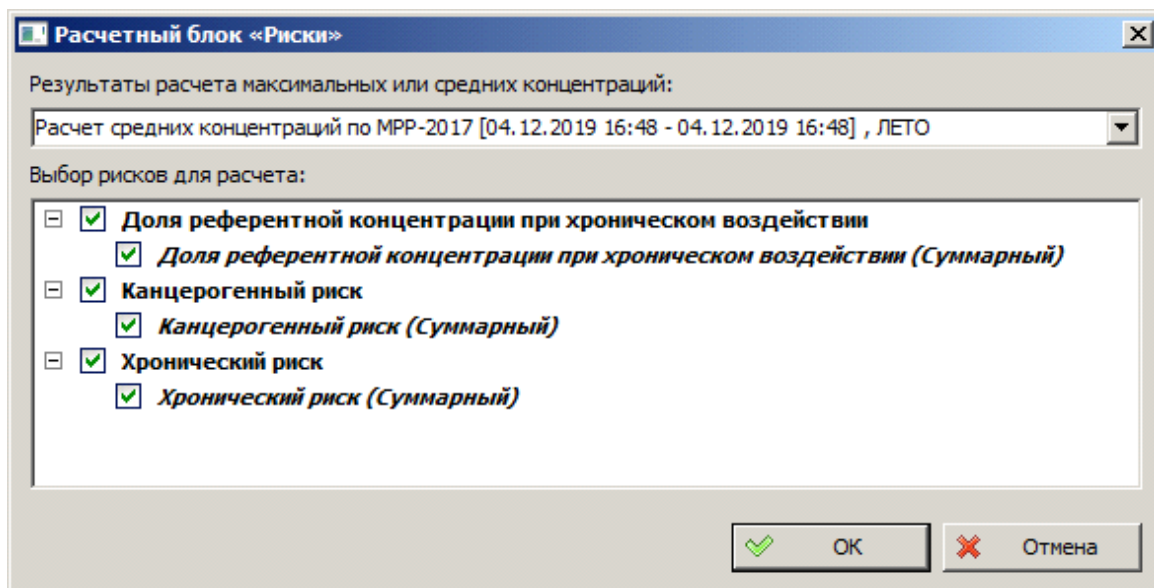 Расчетный блок «Риски»
Результаты расчета максимальных или средних концентраций:
Расчет средних концентраций по МРР-2017 [04.12.2019 16:48 - 04.12.2019 16:48] , ЛЕТО
Выбор рисков для расчета:
Доля референтной концентрации при хроническом воздействии
Доля референтной концентрации при хроническом воздействии (Суммарный)
Канцерогенный риск
Канцерогенный риск (Суммарный)
Хронический риск
Хронический риск (Суммарный)
ОК Отмена